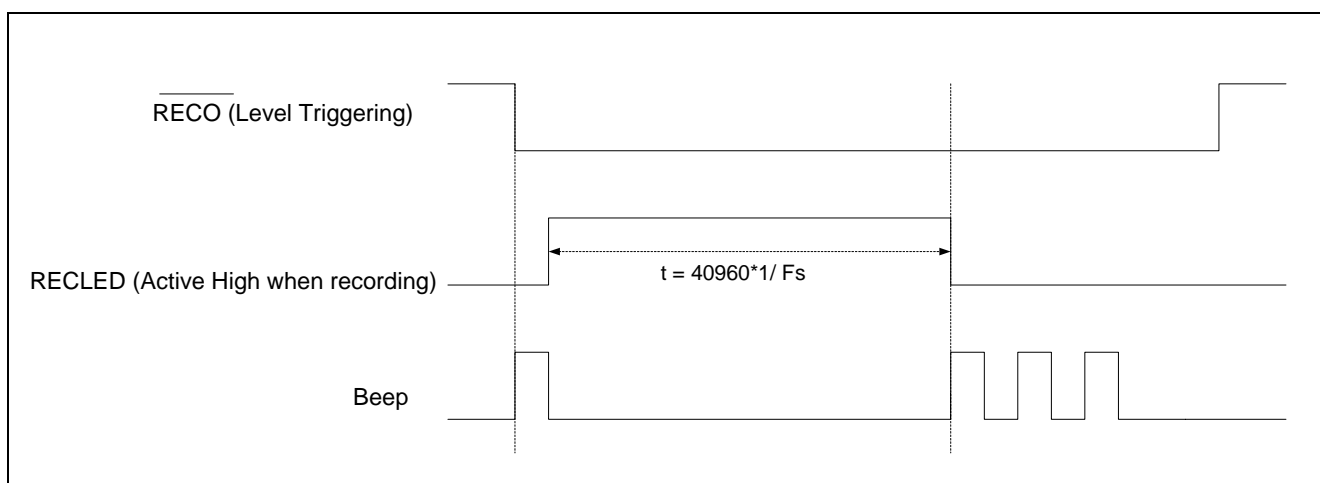 RECO (Level Triggering)
RECLED (Active High when recording)
t = 40960*1/ Fs
Beep